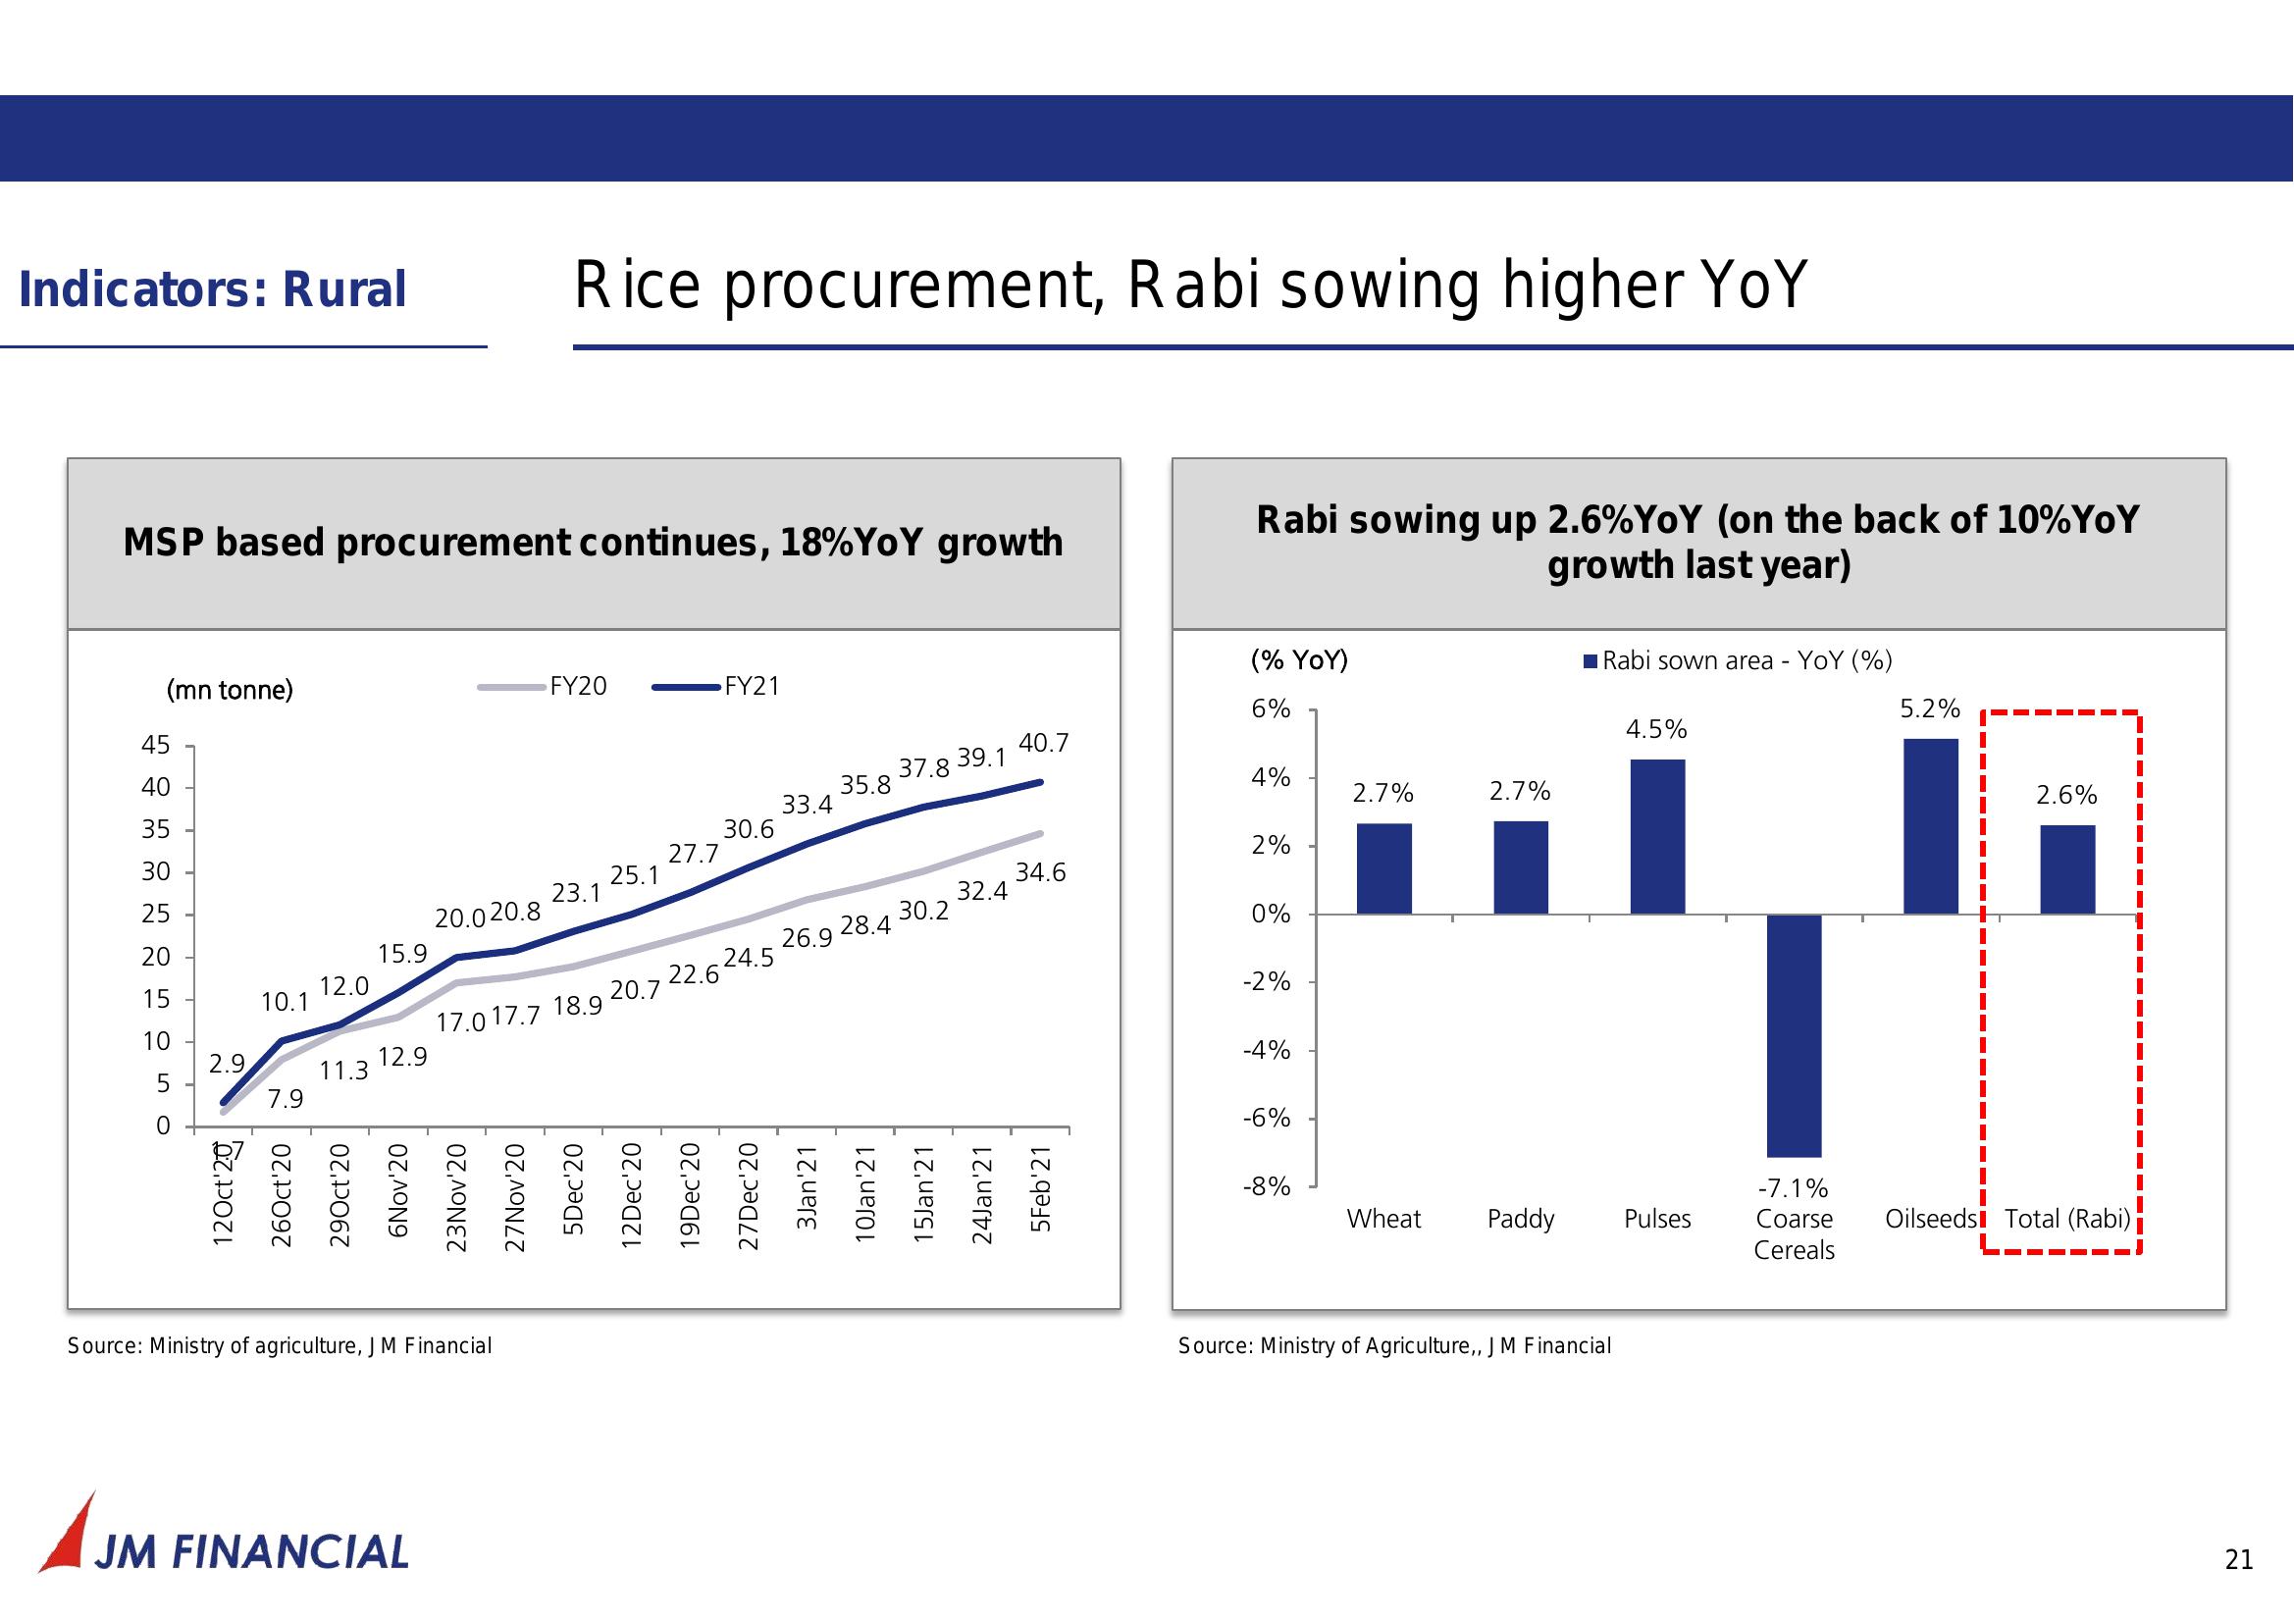 Indicators: Rural
Rice procurement, Rabi sowing higher YoY
MSP based procurement continues, 18%YoY growth
(mn tonne)
FY20 FY21
45
40
35
30
25
20
15
10
5
0
2.9 10.1 12.0 15.9 20.0 20.8 23.1 25.1 27.7 30.6 33.4 35.8 37.8 39.1 40.7
1.7 7.9 11.3 12.9 17.0 17.7 18.9 20.7 22.6 24.5 26.9 28.4 30.2 32.4 34.6
12Oct'20 26Oct'20 29Oct'20 6Nov'20 23Nov'20 27Nov'20 5Dec'20 12Dec'20 19Dec'20 27Dec'20 3Jan'21 10Jan'21 15Jan'21 24Jan'21 5Feb'21
Source: Ministry of agriculture, JM Financial
Rabi sowing up 2.6%YoY (on the back of 10%YoY
growth last year)
(% YoY)
Rabi sown area - YoY (%)
6%
4%
2%
0%
-2%
-4%
-6%
-8%
2.7% 2.7% 4.5% -7.1% 5.2% 2.6%
Wheat Paddy Pulses Coarse Oilseeds Total (Rabi)
Cereals
Source: Ministry of Agriculture,, JM Financial
JM FINANCIAL
21